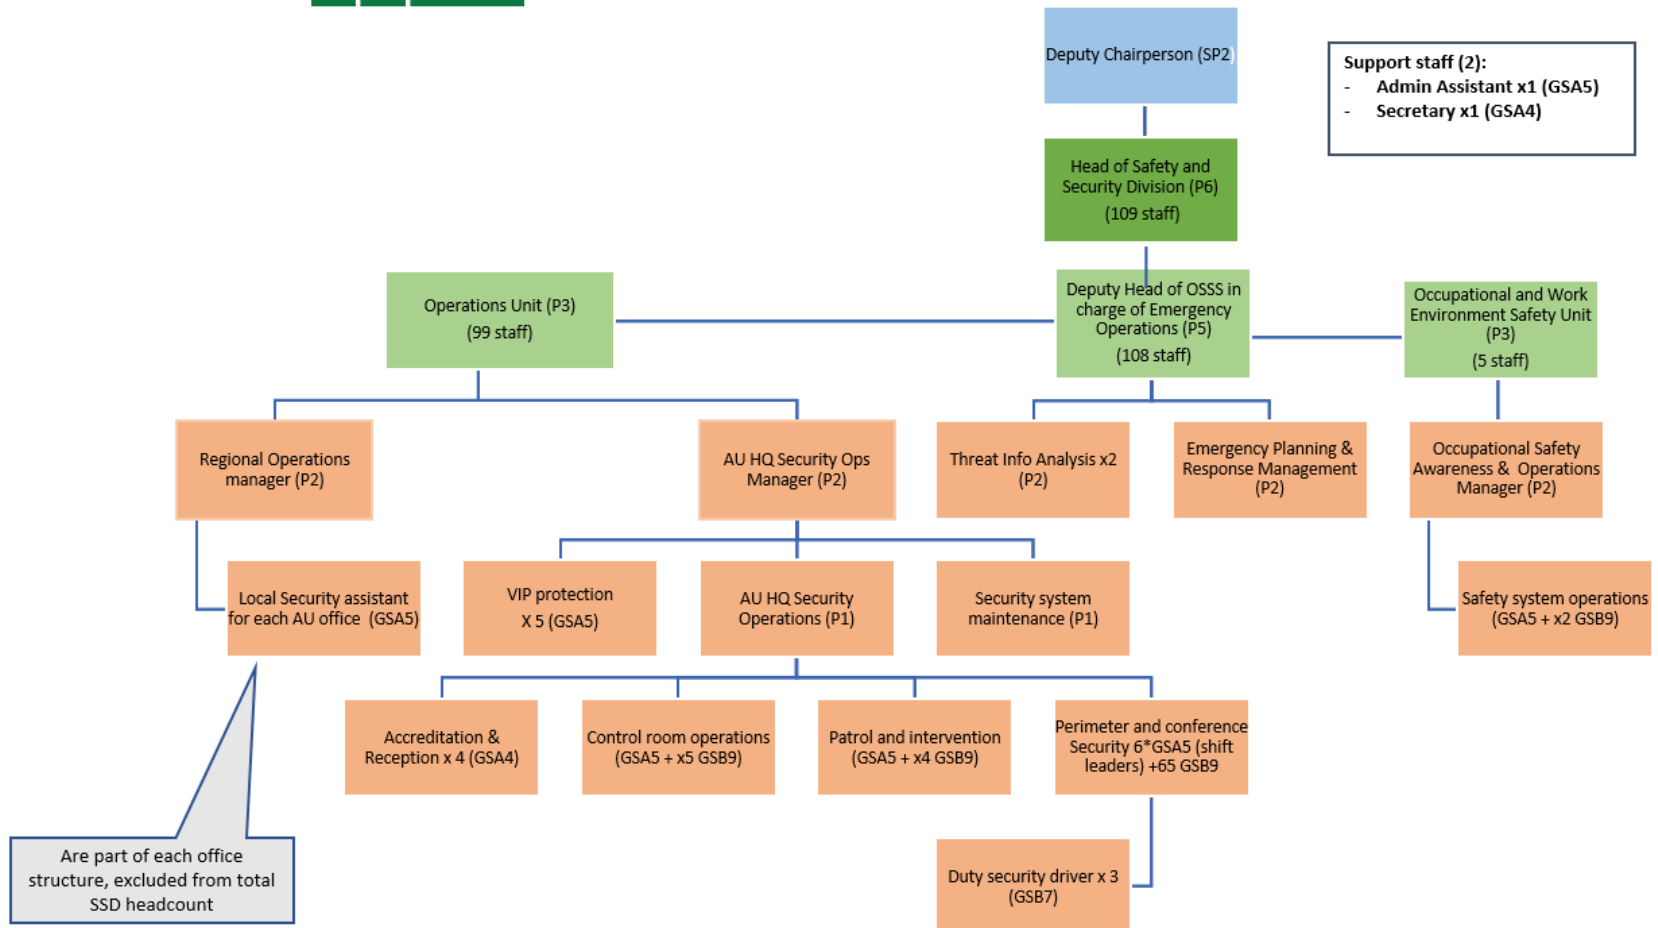 Deputy Chairperson (SP2)
Support staff (2):
- Admin Assistant x1 (GSA5)
- Secretary x1 (GSA4)
Head of Safety and
Security Division (P6)
(109 staff)
Operations Unit (P3)
(99 staff)
Deputy Head of OSSS in
charge of Emergency
Operations (P5)
(108 staff)
Occupational and Work
Environment Safety Unit
(P3)
(5 staff)
Regional Operations
manager (P2)
AU HQ Security Ops
Manager (P2)
Threat Info Analysis x2
(P2)
Emergency Planning &
Response Management
(P2)
Occupational Safety
Awareness & Operations
Manager (P2)
Local Security assistant
for each AU office (GSA5)
VIP protection
X 5 (GSA5)
AU HQ Security
Operations (P1)
Security system
maintenance (P1)
Safety system operations
(GSA5 + x2 GSB9)
Accreditation &
Reception x 4 (GSA4)
Control room operations
(GSA5 + x5 GSB9)
Patrol and intervention
(GSA5 + x4 GSB9)
Perimeter and conference
Security 6*GSA5 (shift
leaders) +65 GSB9
Duty security driver x 3
(GSB7)
Are part of each office
structure, excluded from total
SSD headcount